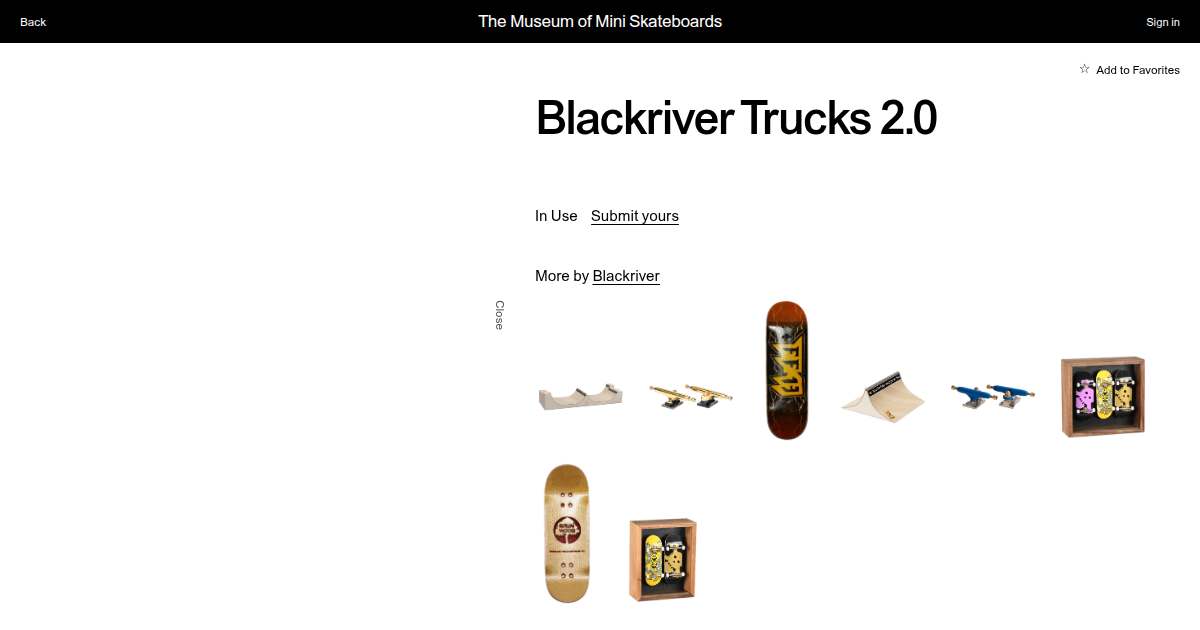 Back
The Museum of Mini Skateboards
Sign in
☆ Add to Favorites
Blackriver Trucks 2.0
In Use Submit yours
More by Blackriver
Close